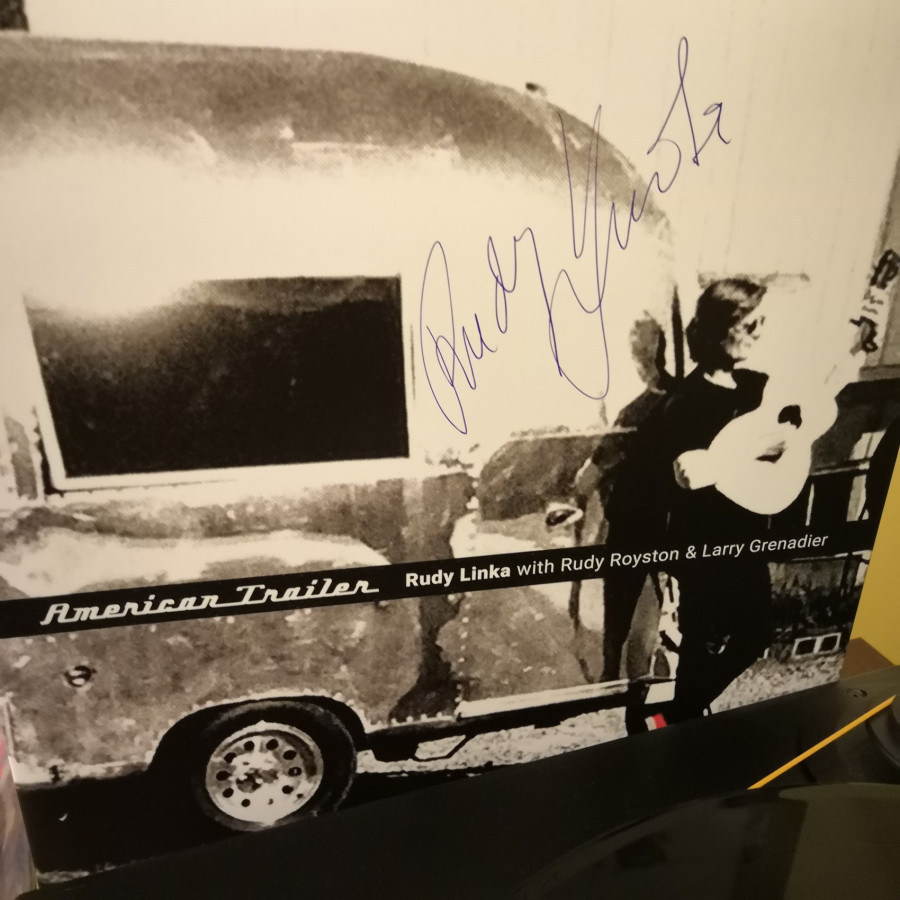 Rudy Linka
American Trailer Rudy Linka with Rudy Royston & Larry Grenadier